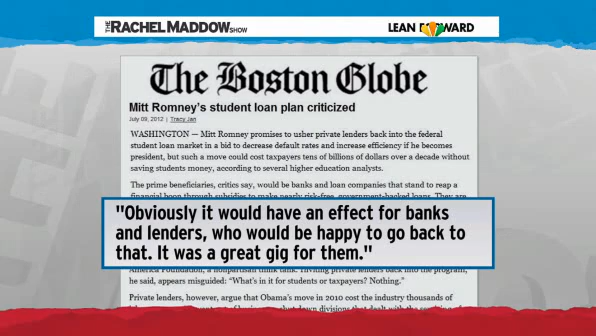 THE RACHEL MADDOW SHOW
LEAN FORWARD
The Boston Globe
Mitt Romney's student loan plan criticized
July 09, 2012 | Tracy Jan
WASHINGTON — Mitt Romney promises to usher private lenders back into the federal
student loan market in a bid to decrease default rates and increase efficiency if he becomes
president, but such a move could cost taxpayers tens of billions of dollars over a decade without
saving students money, according to several higher education analysts.
The prime beneficiaries, critics say, would be banks and loan companies that stand to reap a
financial boon through subsidies to make nearly risk-free, government-backed loans. They are
"Obviously it would have an effect for banks
and lenders, who would be happy to go back to
that. It was a great gig for them."
America Foundation, a nonpartisan think tank. Inviting private lenders back into the program,
he said, appears misguided: "What's in it for students or taxpayers? Nothing."
Private lenders, however, argue that Obama's move in 2010 cost the industry thousands of